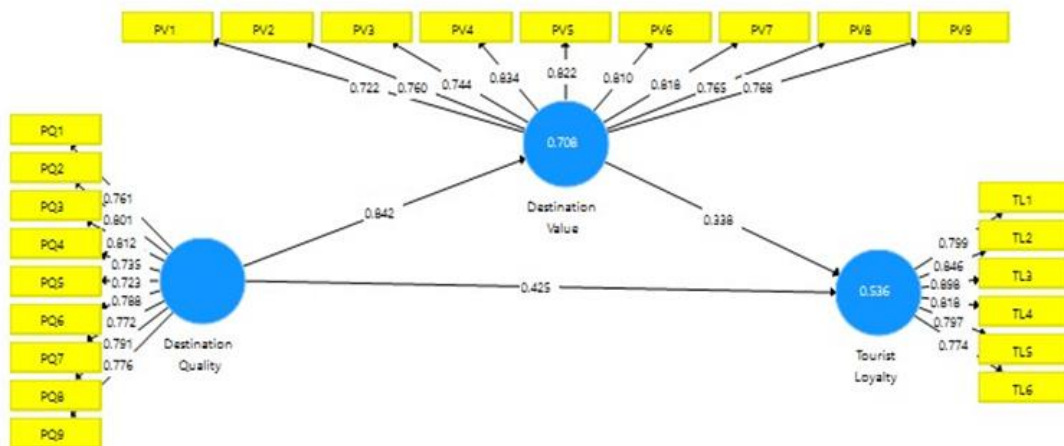 PV1 PV2 PV3 PV4 PV5 PV6 PV7 PV8 PV9
0.722 0.760 0.744 0.834 0.822 0.810 0.818 0.765 0.768
0.708
Destination
Value
PQ1
PQ2
PQ3
PQ4
PQ5
PQ6
PQ7
PQ8
PQ9
0.761
0.801
0.812
0.735
0.723
0.788
0.772
0.791
0.776
Destination
Quality
0.842
0.338
0.425
0.536
Tourist
Loyalty
0.799
0.846
0.898
0.818
0.797
0.774
TL1
TL2
TL3
TL4
TL5
TL6